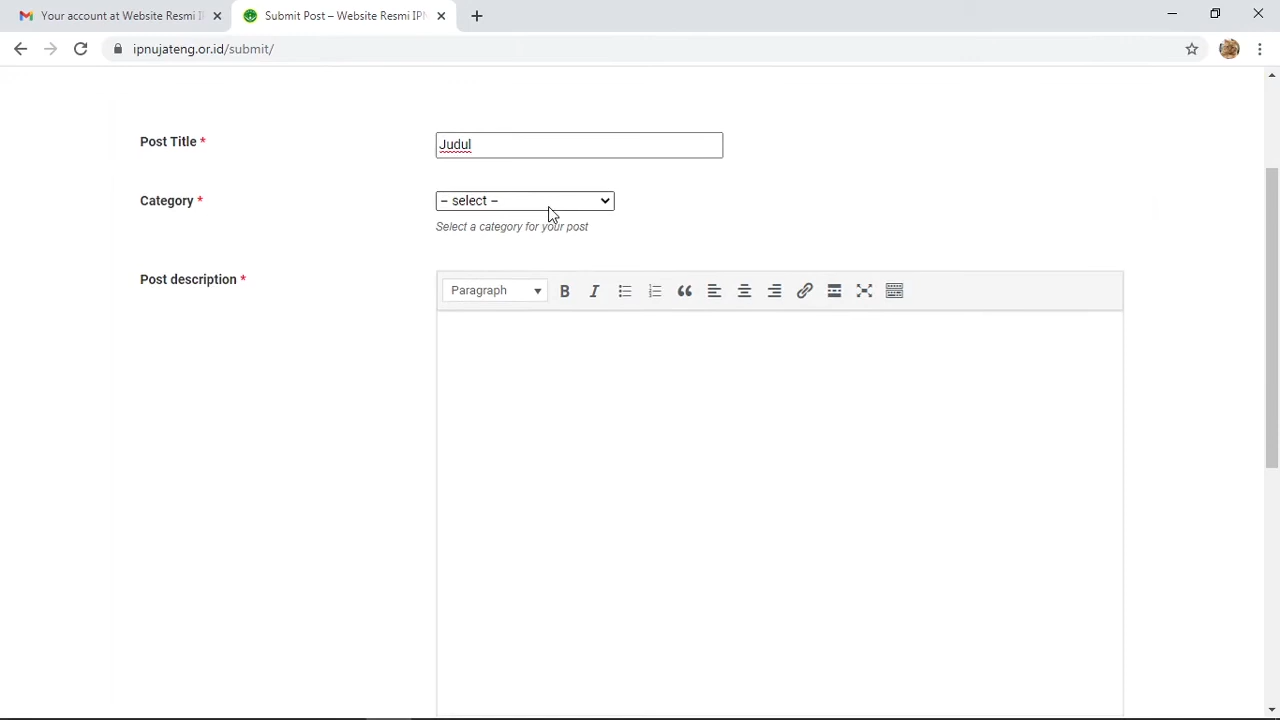 Your account at Website Resmi IP
Submit Post – Website Resmi IPN
ipnujateng.or.id/submit/
Post Title *
Judul
Category *
– select –
Select a category for your post
Post description *
Paragraph